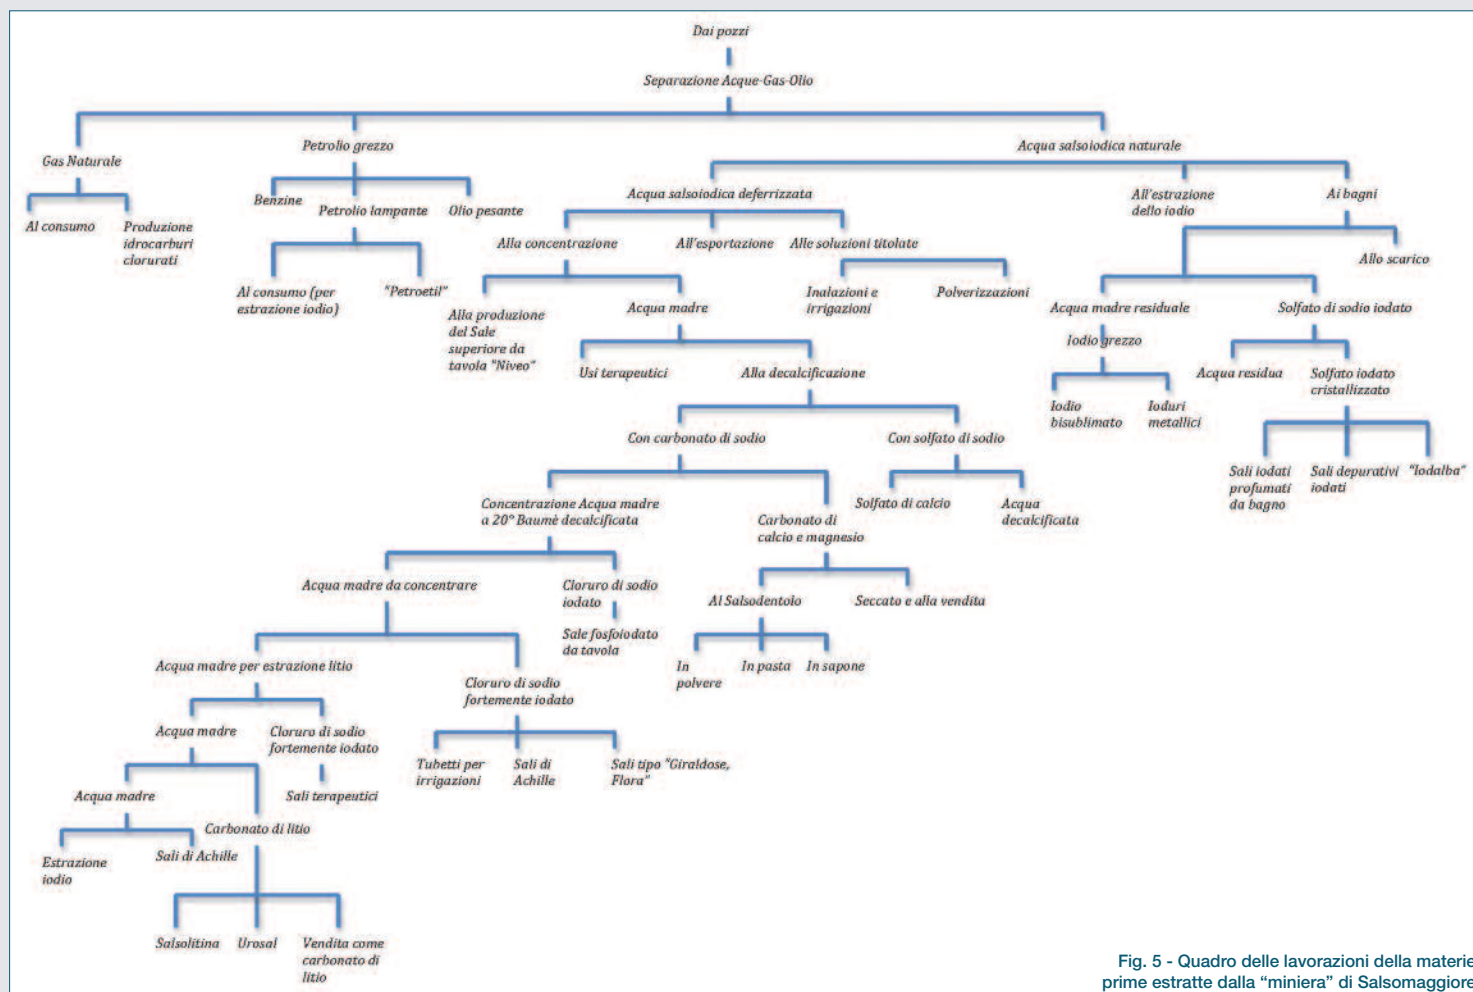 Dai pozzi
Separazione Acque-Gas-Olio
Gas Naturale
Petrolio grezzo
Acqua salsoiodica naturale
Al consumo
Produzione
idrocarburi
clorurati
Benzine
Petrolio lampante
Olio pesante
Acqua salsoiodica deferrizzata
All'estrazione
dello iodio
Ai bagni
Al consumo (per
estrazione iodio)
"Petroetil"
Alla concentrazione
All'esportazione
Alle soluzioni titolate
Allo scarico
Alla produzione
del Sale
superiore da
tavola "Niveo"
Acqua madre
Inalazioni e
irrigazioni
Polverizzazioni
Acqua madre residuale
Solfato di sodio iodato
Iodio grezzo
Usi terapeutici
Alla decalcificazione
Acqua residua
Solfato iodato
cristallizzato
Iodio
bisublimato
Ioduri
metallici
Con carbonato di sodio
Con solfato di sodio
Sali iodati
profumati
da bagno
Sali depurativi
iodati
"Iodalba"
Concentrazione Acqua madre
a 20° Baumè decalcificata
Carbonato di
calcio e magnesio
Solfato di calcio
Acqua
decalcificata
Acqua madre da concentrare
Cloruro di sodio
iodato
Al Salsodentolo
Seccato e alla vendita
Sale fosfoiodato
da tavola
In
polvere
In pasta
In sapone
Acqua madre per estrazione litio
Cloruro di sodio
fortemente iodato
Acqua madre
Cloruro di sodio
fortemente iodato
Tubetti per
irrigazioni
Sali di
Achille
Sali tipo "Giraldose,
Flora"
Acqua madre
Sali terapeutici
Carbonato di litio
Estrazione
iodio
Sali di Achille
Salsolitina
Urosal
Vendita come
carbonato di
litio
Fig. 5 - Quadro delle lavorazioni della materie
prime estratte dalla “miniera” di Salsomaggiore